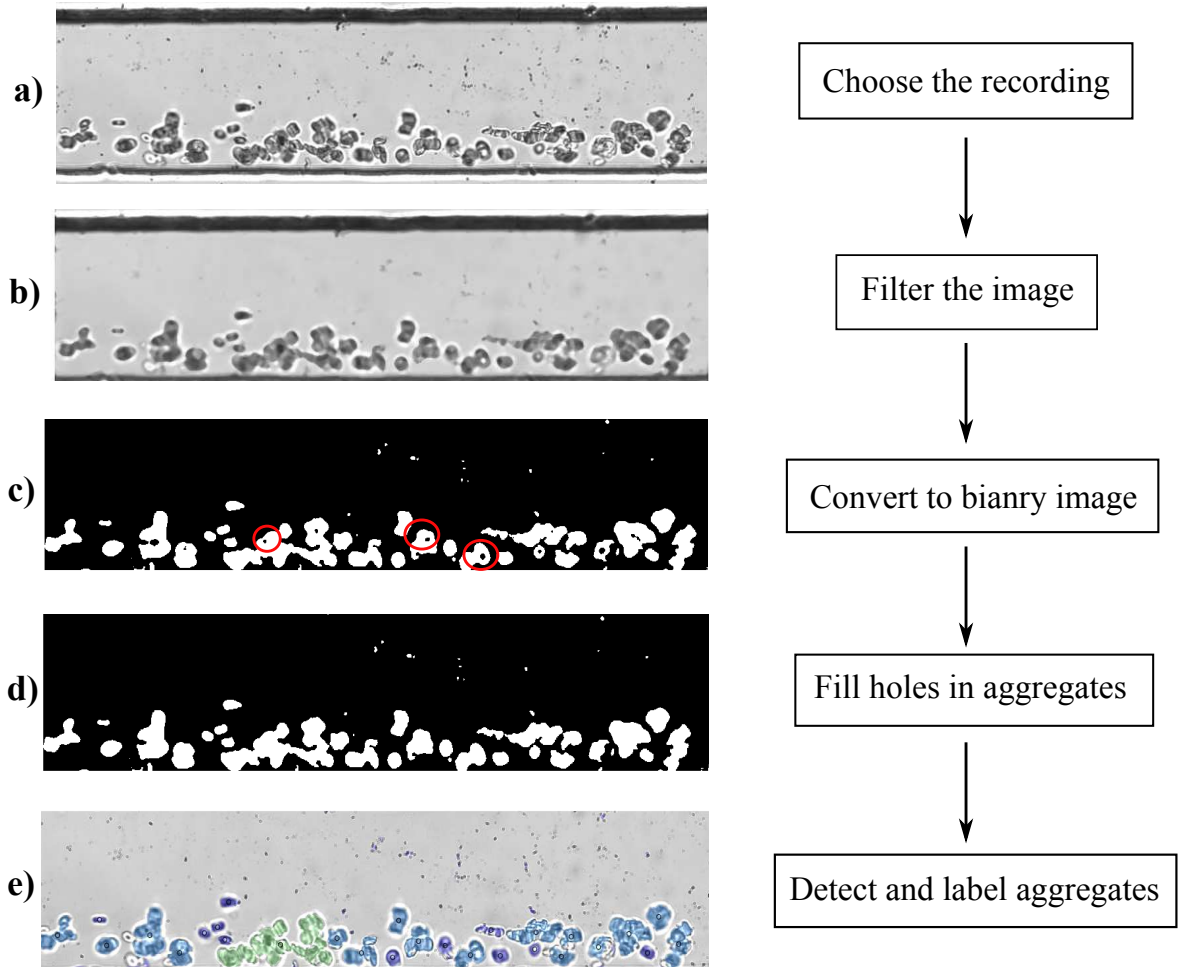 a)
Choose the recording
b)
Filter the image
c)
Convert to bianry image
d)
Fill holes in aggregates
e)
Detect and label aggregates